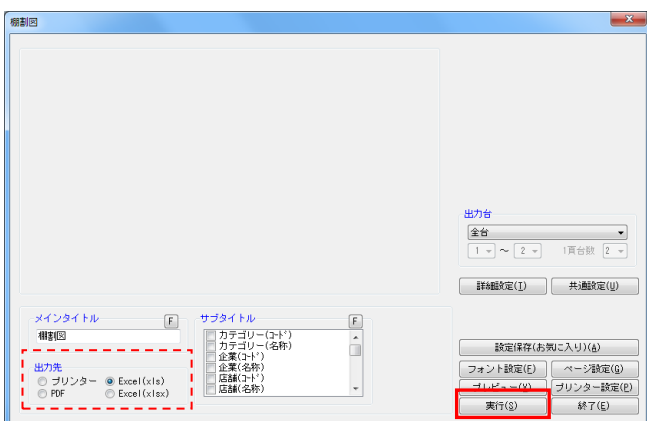 棚割図
出力台
全台
1 ～ 2 1頁台数 2
詳細設定(I) 共通設定(U)
メインタイトル F
棚割図
サブタイトル F
カテゴリー(コード)
カテゴリー(名称)
企業(コード)
企業(名称)
店舗(コード)
店舗(名称)
出力先
プリンター Excel(xls)
PDF Excel(xlsx)
設定保存(お気に入り)(A)
フォント設定(F) ページ設定(G)
プレビュー(V) プリンター設定(P)
実行(S) 終了(E)